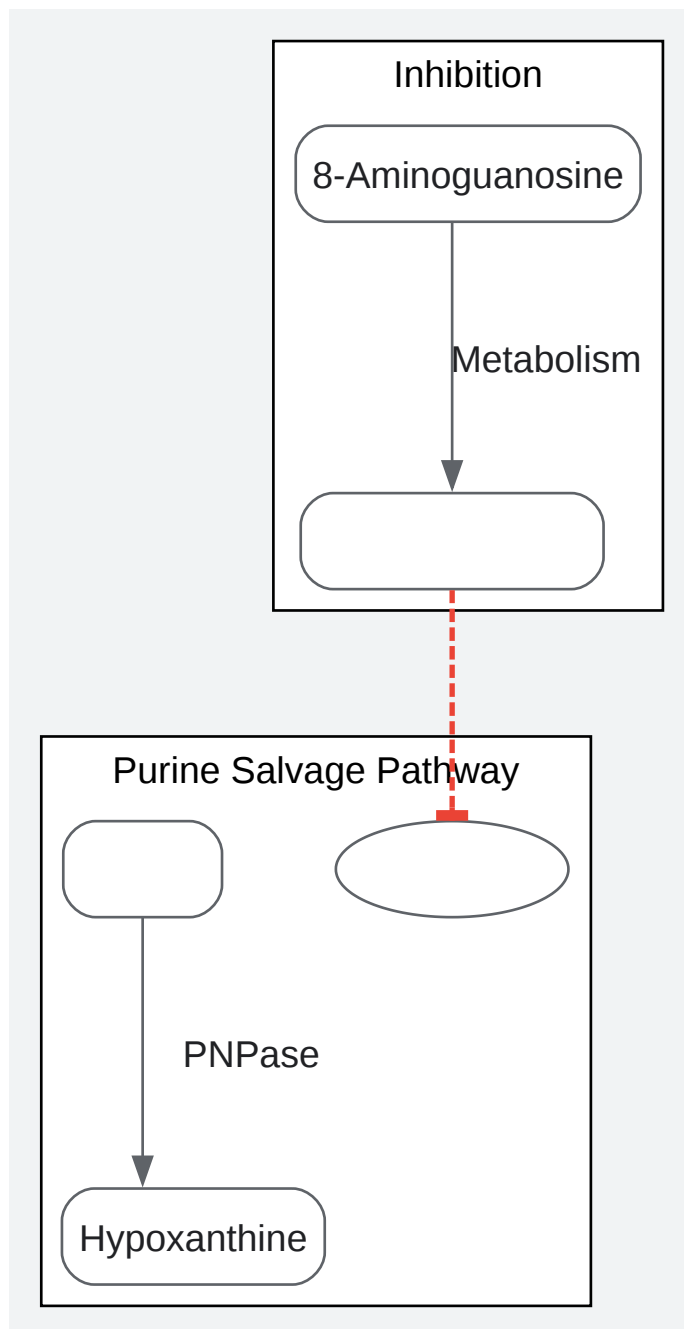 Inhibition
8-Aminoguanosine
Metabolism
Purine Salvage Pathway
PNPase
Hypoxanthine